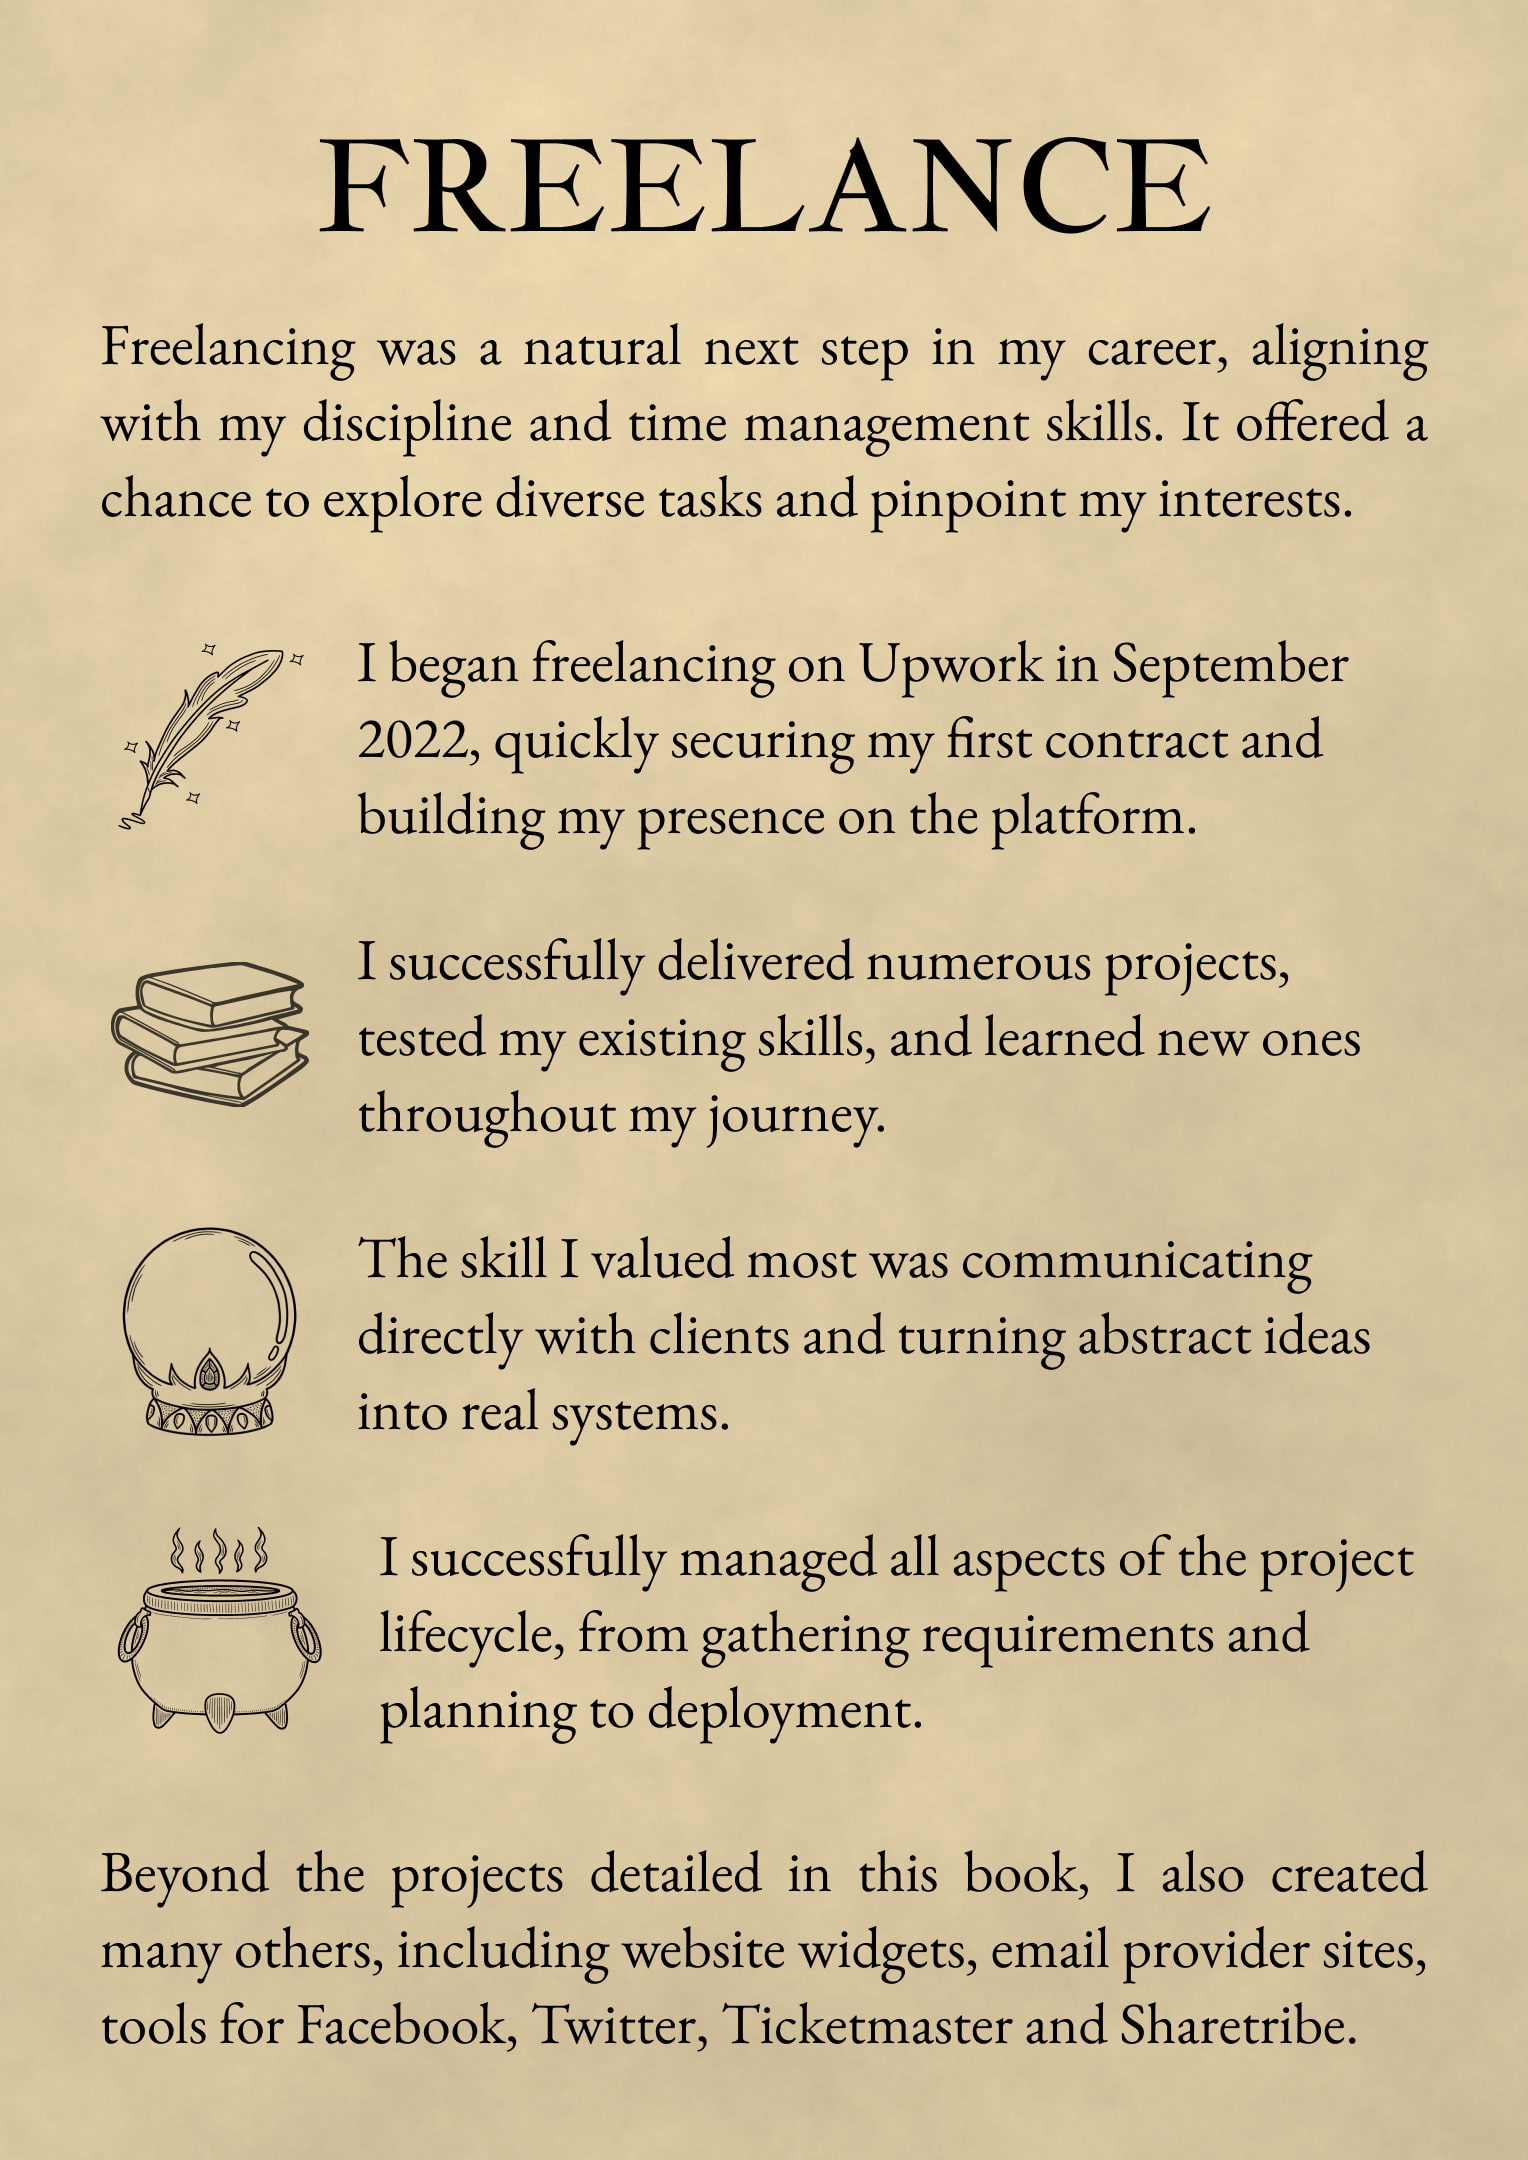 FREELANCE
Freelancing was a natural next step in my career, aligning
with my discipline and time management skills. It offered a
chance to explore diverse tasks and pinpoint my interests.
I began freelancing on Upwork in September
2022, quickly securing my first contract and
building my presence on the platform.
I successfully delivered numerous projects,
tested my existing skills, and learned new ones
throughout my journey.
The skill I valued most was communicating
directly with clients and turning abstract ideas
into real systems.
I successfully managed all aspects of the project
lifecycle, from gathering requirements and
planning to deployment.
Beyond the projects detailed in this book, I also created
many others, including website widgets, email provider sites,
tools for Facebook, Twitter, Ticketmaster and Sharetribe.